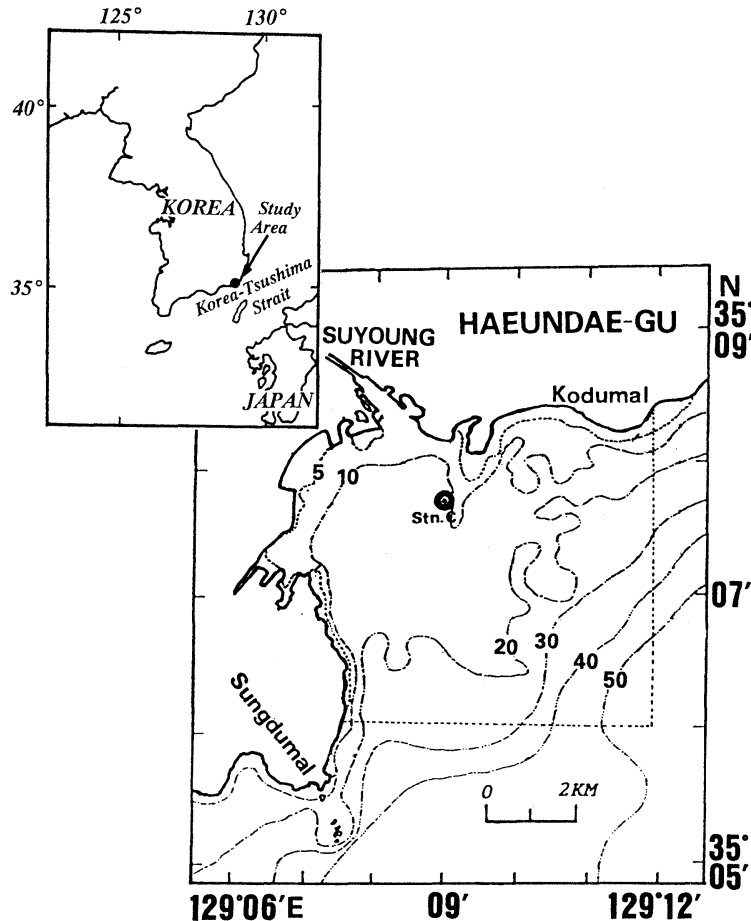 125° 130°
40°
KOREA
Study
Area
35°
Korea-Tsushima
Strait
JAPAN
N
35°
09'
HAEUNDAE-GU
SUYOUNG
RIVER
Kodumal
5 10
Stn. C
07'
20 30 40 50
Sungdumal
0 2KM
35°
05'
129°06'E 09' 129°12'